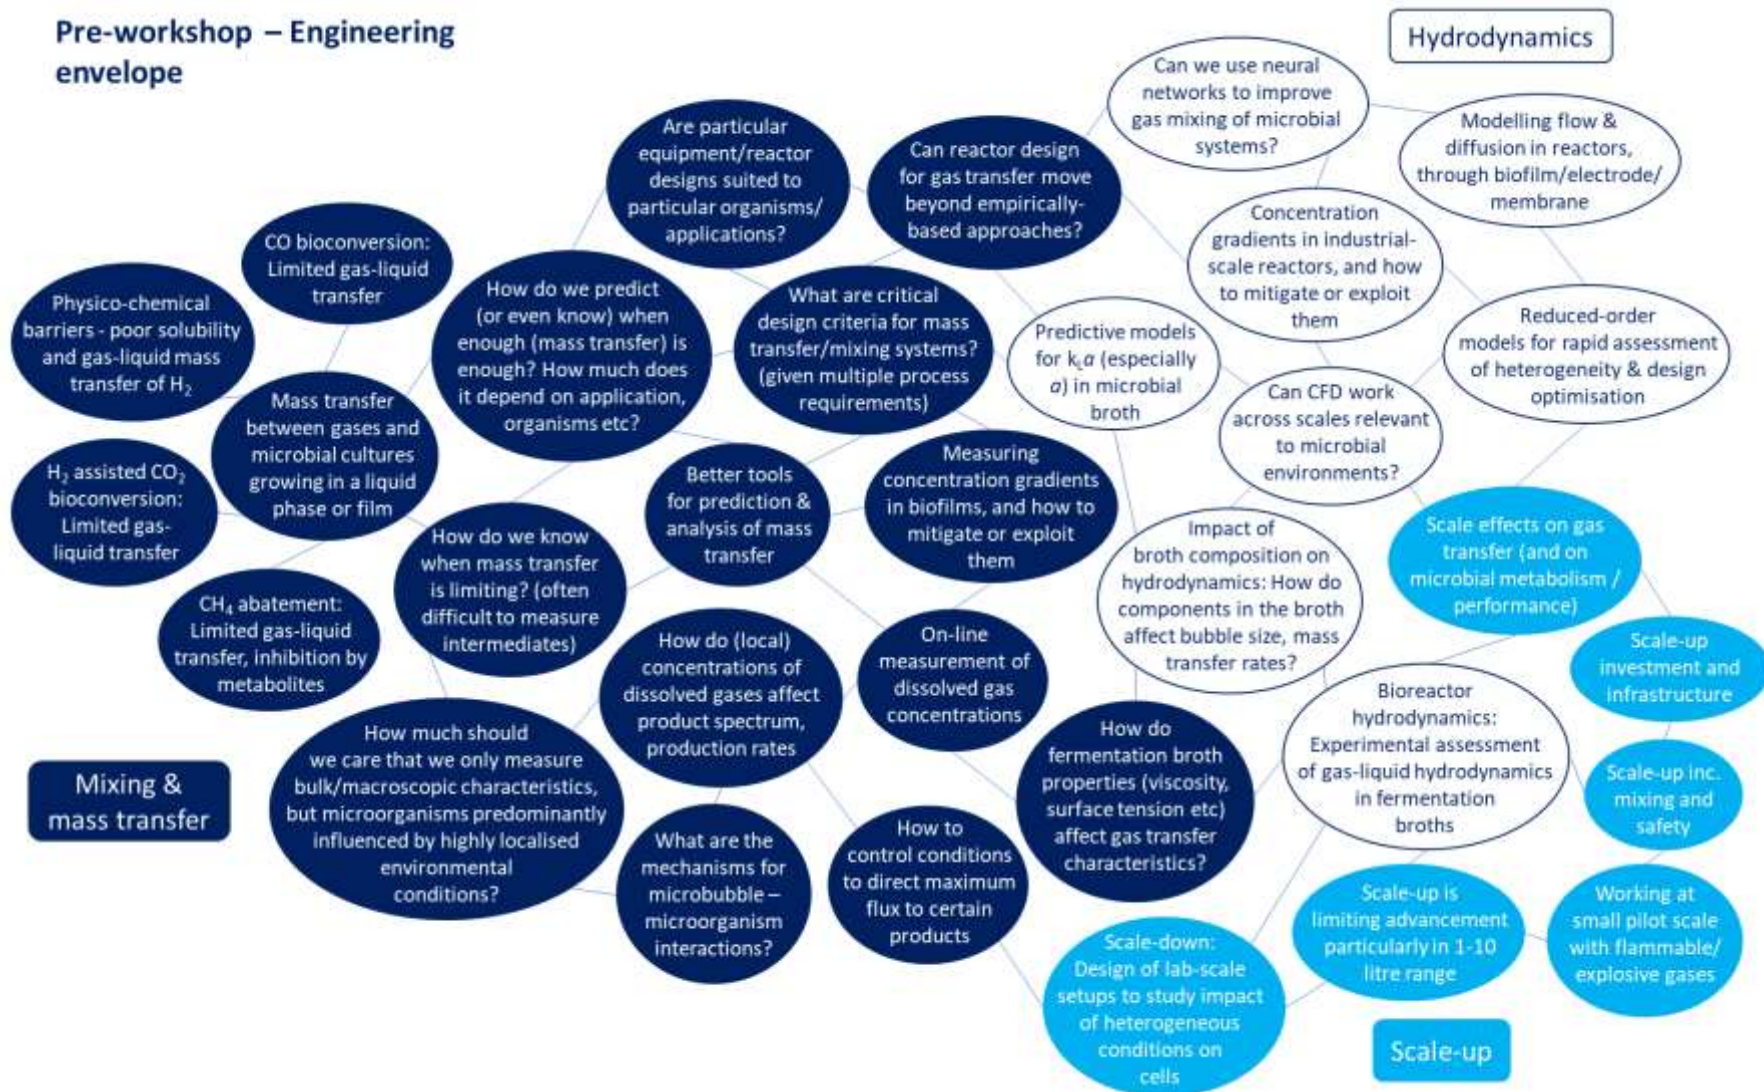 Pre-workshop – Engineering
envelope
Hydrodynamics
Can we use neural
networks to improve
gas mixing of microbial
systems?
Modelling flow &
diffusion in reactors,
through biofilm/electrode/
membrane
Are particular
equipment/reactor
designs suited to
particular organisms/
applications?
Can reactor design
for gas transfer move
beyond empirically-
based approaches?
Concentration
gradients in industrial-
scale reactors, and how
to mitigate or exploit
them
CO bioconversion:
Limited gas-liquid
transfer
Physico-chemical
barriers - poor solubility
and gas-liquid mass
transfer of H₂
How do we predict
(or even know) when
enough (mass transfer) is
enough? How much does
it depend on application,
organisms etc?
What are critical
design criteria for mass
transfer/mixing systems?
(given multiple process
requirements)
Predictive models
for kLa (especially
a) in microbial
broth
Reduced-order
models for rapid assessment
of heterogeneity & design
optimisation
Can CFD work
across scales relevant
to microbial
environments?
Mass transfer
between gases and
microbial cultures
growing in a liquid
phase or film
H₂ assisted CO₂
bioconversion:
Limited gas-
liquid transfer
Better tools
for prediction &
analysis of mass
transfer
Measuring
concentration gradients
in biofilms, and how to
mitigate or exploit
them
How do we know
when mass transfer
is limiting? (often
difficult to measure
intermediates)
Impact of
broth composition on
hydrodynamics: How do
components in the broth
affect bubble size, mass
transfer rates?
Scale effects on gas
transfer (and on
microbial metabolism /
performance)
CH₄ abatement:
Limited gas-liquid
transfer, inhibition by
metabolites
How do (local)
concentrations of
dissolved gases affect
product spectrum,
production rates
On-line
measurement of
dissolved gas
concentrations
Scale-up
investment and
infrastructure
Bioreactor
hydrodynamics:
Experimental assessment
of gas-liquid hydrodynamics
in fermentation
broths
How much should
we care that we only measure
bulk/macroscopic characteristics,
but microorganisms predominantly
influenced by highly localised
environmental
conditions?
How do
fermentation broth
properties (viscosity,
surface tension etc)
affect gas transfer
characteristics?
Mixing &
mass transfer
Scale-up inc.
mixing and
safety
What are the
mechanisms for
microbubble –
microorganism
interactions?
How to
control conditions
to direct maximum
flux to certain
products
Scale-up is
limiting advancement
particularly in 1-10
litre range
Working at
small pilot scale
with flammable/
explosive gases
Scale-down:
Design of lab-scale
setups to study impact
of heterogeneous
conditions on
cells
Scale-up